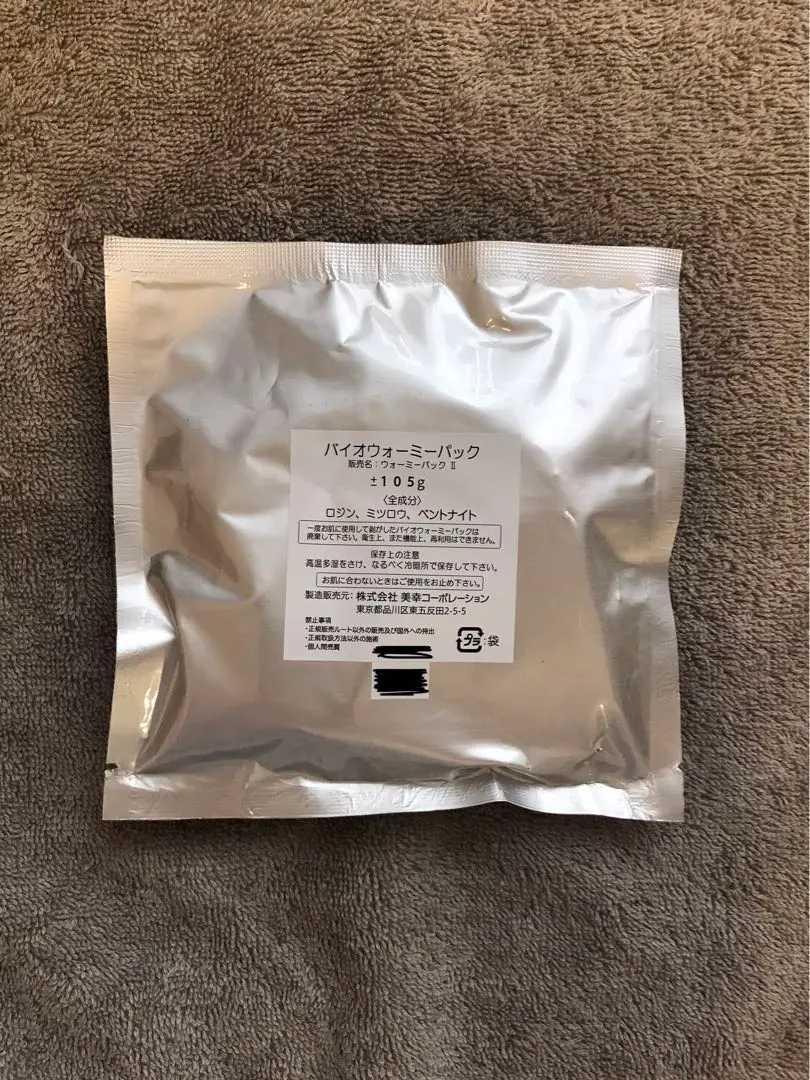 バイオウォーミーパック
販売名：ウォーミーパック Ⅱ
±105g
〈全成分〉
ロジン、ミツロウ、ベントナイト
一度お肌に使用して剥がしたバイオウォーミーパックは
廃棄して下さい。衛生上、また機能上、再利用はできません。
保存上の注意
高温多湿をさけ、なるべく冷暗所で保存して下さい。
お肌に合わないときはご使用をお止め下さい。
製造販売元：株式会社 美幸コーポレーション
東京都品川区東五反田2-5-5
禁止事項
・正規販売ルート以外の販売及び国外への持出
・正規取扱方法以外の施術
・個人間売買
プラ：袋